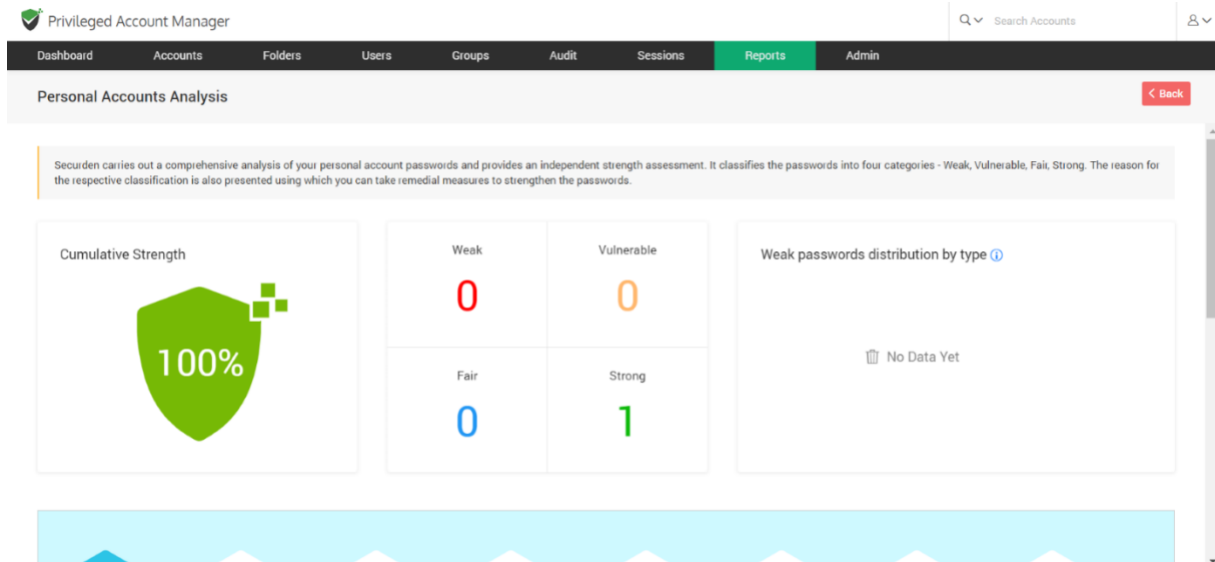 Privileged Account Manager
Search Accounts
Dashboard Accounts Folders Users Groups Audit Sessions Reports Admin
Personal Accounts Analysis
< Back
Securden carries out a comprehensive analysis of your personal account passwords and provides an independent strength assessment. It classifies the passwords into four categories - Weak, Vulnerable, Fair, Strong. The reason for
the respective classification is also presented using which you can take remedial measures to strengthen the passwords.
Cumulative Strength
100%
Weak
0
Vulnerable
0
Fair
0
Strong
1
Weak passwords distribution by type
No Data Yet